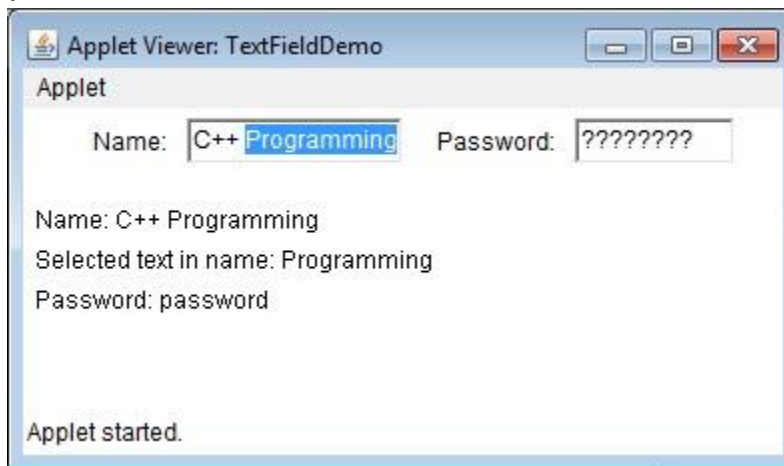 Applet Viewer: TextFieldDemo
Applet
Name: C++ Programming Password: ????????
Name: C++ Programming
Selected text in name: Programming
Password: password
Applet started.